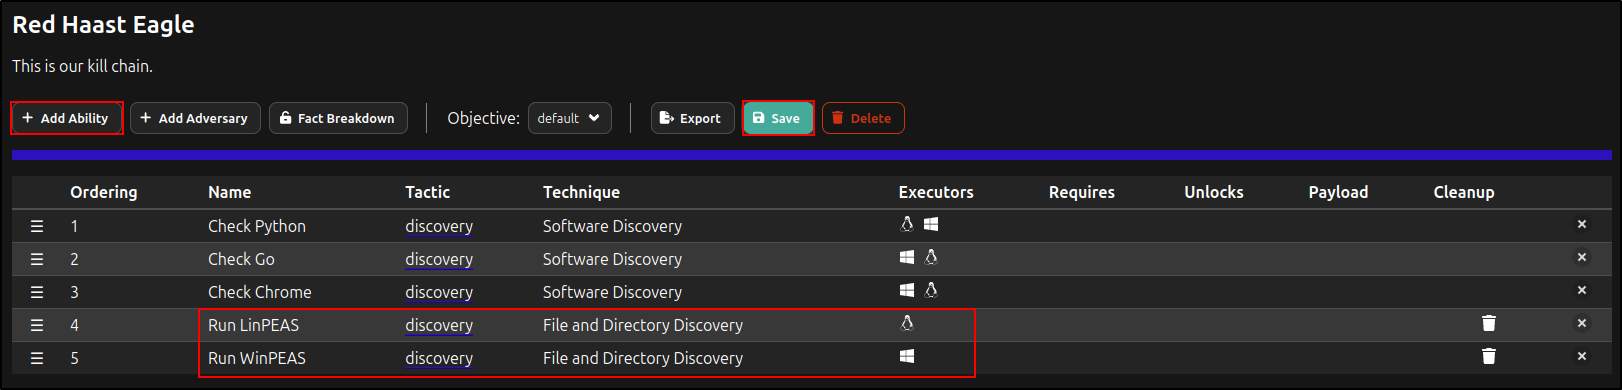 Red Haast Eagle
This is our kill chain.
+ Add Ability + Add Adversary Fact Breakdown Objective: default Export Save Delete
Ordering Name Tactic Technique Executors Requires Unlocks Payload Cleanup
1 Check Python discovery Software Discovery
2 Check Go discovery Software Discovery
3 Check Chrome discovery Software Discovery
4 Run LinPEAS discovery File and Directory Discovery
5 Run WinPEAS discovery File and Directory Discovery